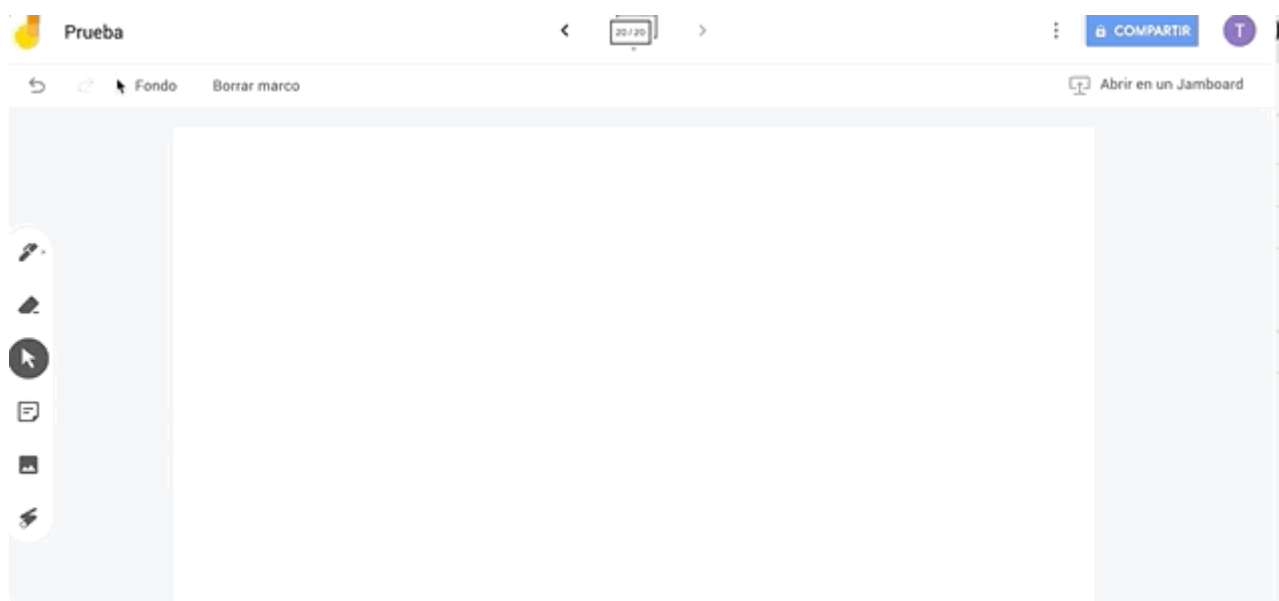 Prueba
20 / 20
COMPARTIR
T
Fondo
Borrar marco
Abrir en un Jamboard